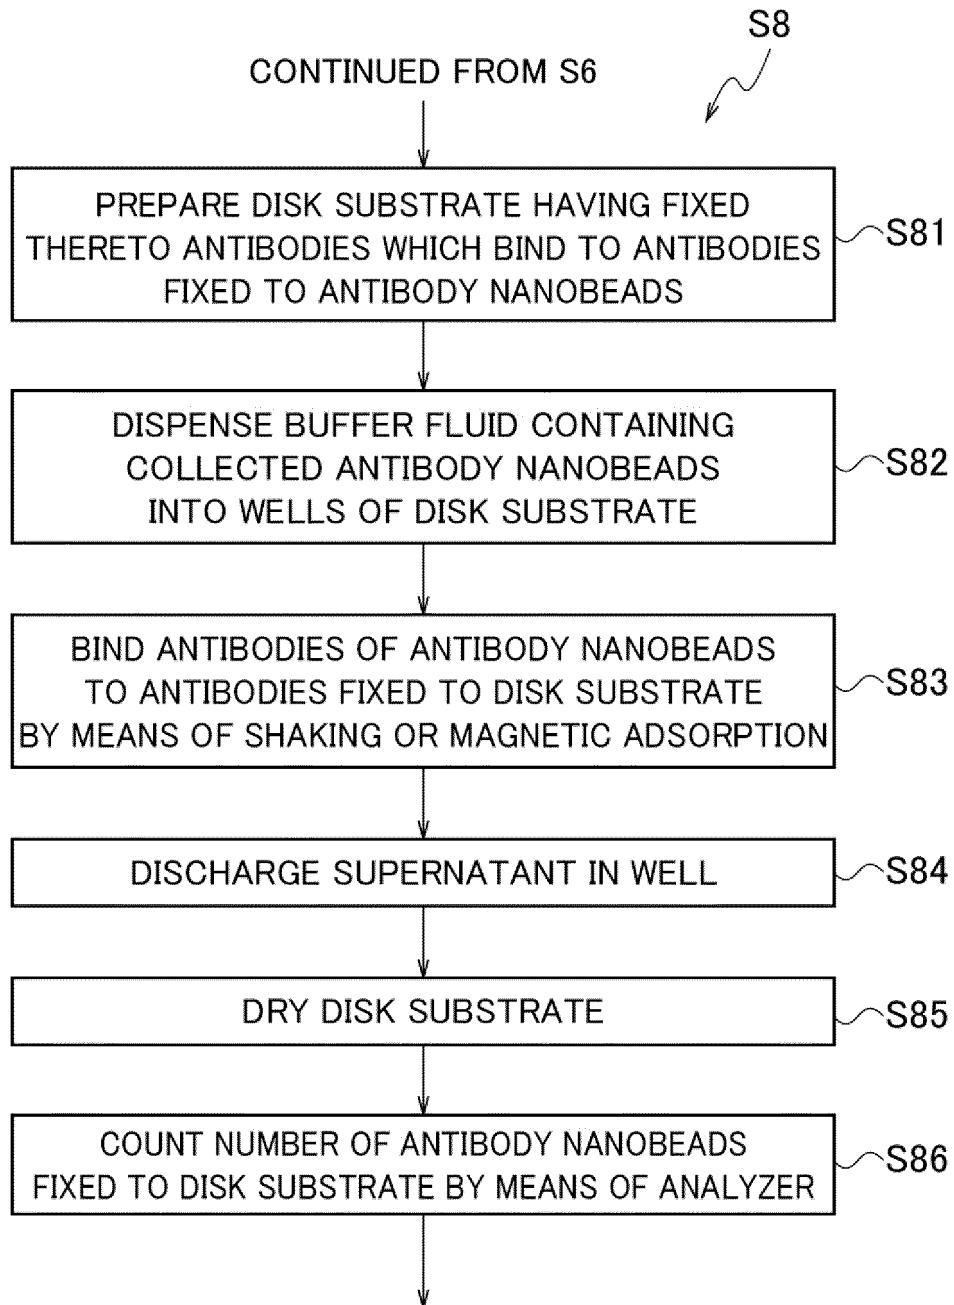 S8
CONTINUED FROM S6
PREPARE DISK SUBSTRATE HAVING FIXED
THERETO ANTIBODIES WHICH BIND TO ANTIBODIES
FIXED TO ANTIBODY NANOBEADS
S81
DISPENSE BUFFER FLUID CONTAINING
COLLECTED ANTIBODY NANOBEADS
INTO WELLS OF DISK SUBSTRATE
S82
BIND ANTIBODIES OF ANTIBODY NANOBEADS
TO ANTIBODIES FIXED TO DISK SUBSTRATE
BY MEANS OF SHAKING OR MAGNETIC ADSORPTION
S83
DISCHARGE SUPERNATANT IN WELL
S84
DRY DISK SUBSTRATE
S85
COUNT NUMBER OF ANTIBODY NANOBEADS
FIXED TO DISK SUBSTRATE BY MEANS OF ANALYZER
S86